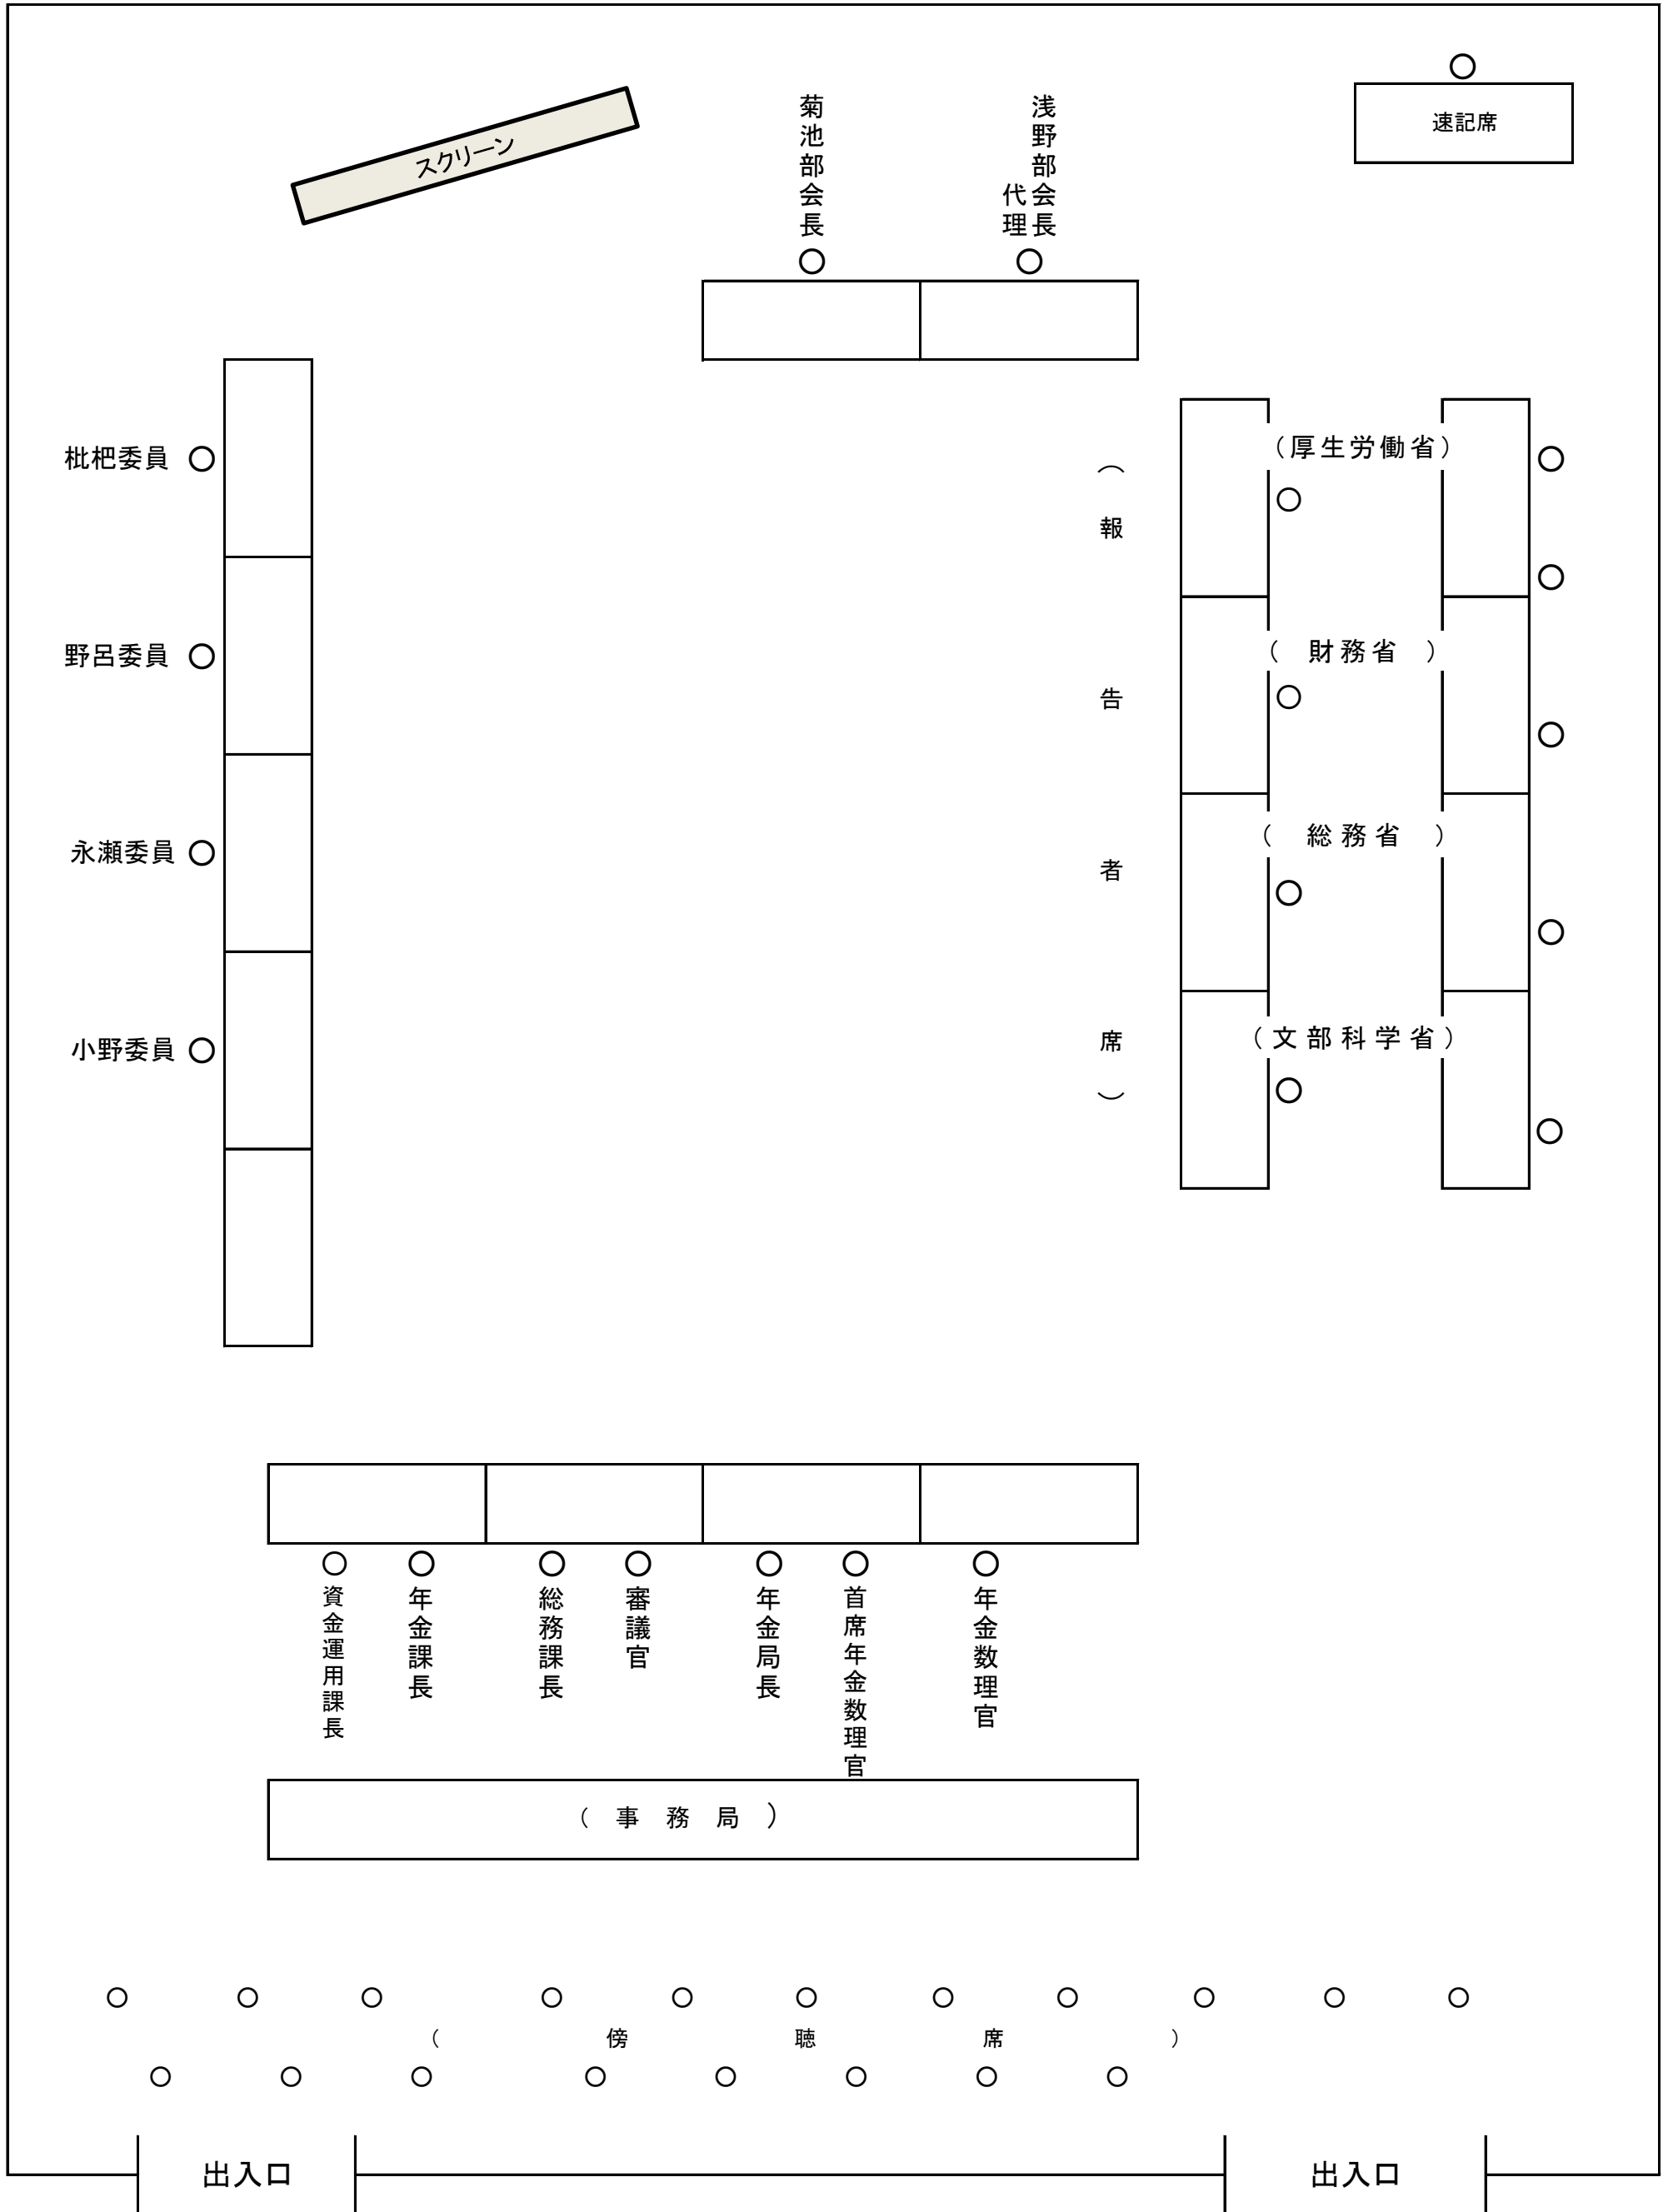 速記席
スクリーン
菊池部会長
浅野部会長
代理
枇杷委員
野呂委員
永瀬委員
小野委員
（報告者席）
（厚生労働省）
（　財務省　）
（　総務省　）
（文部科学省）
資金運用課長
年金課長
総務課長
審議官
年金局長
首席年金数理官
年金数理官
（　事　務　局　）
（　傍　聴　席　）
出入口
出入口